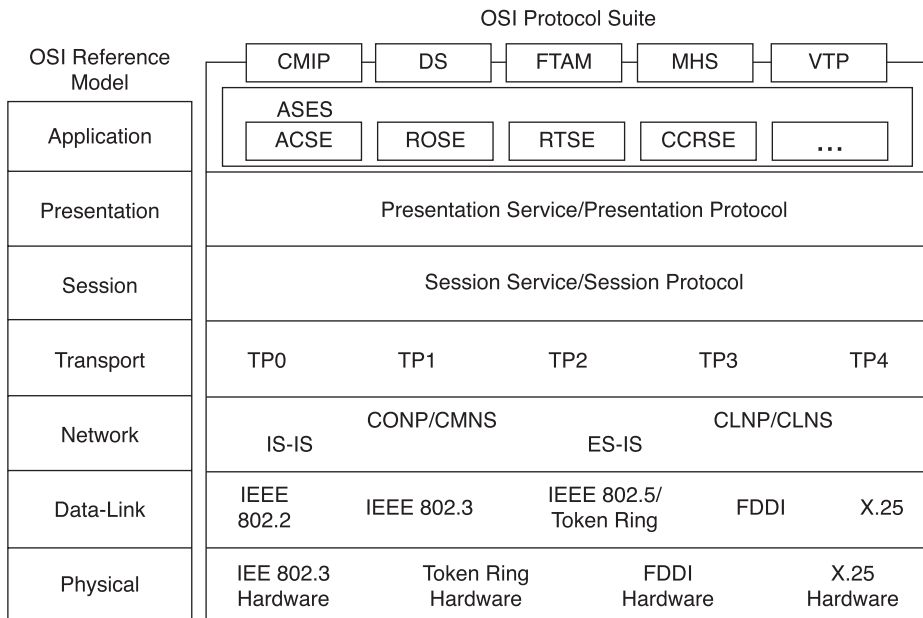 OSI Protocol Suite
OSI Reference
Model
CMIP DS FTAM MHS VTP
Application
ASES
ACSE ROSE RTSE CCRSE ...
Presentation
Presentation Service/Presentation Protocol
Session
Session Service/Session Protocol
Transport
TP0 TP1 TP2 TP3 TP4
Network
CONP/CMNS CLNP/CLNS
IS-IS ES-IS
Data-Link
IEEE
802.2
IEEE 802.3
IEEE 802.5/
Token Ring
FDDI
X.25
Physical
IEE 802.3
Hardware
Token Ring
Hardware
FDDI
Hardware
X.25
Hardware